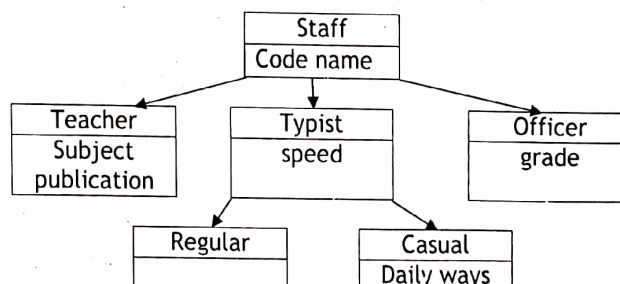 Staff
Code name
Teacher
Subject
publication
Typist
speed
Officer
grade
Regular
Casual
Daily ways